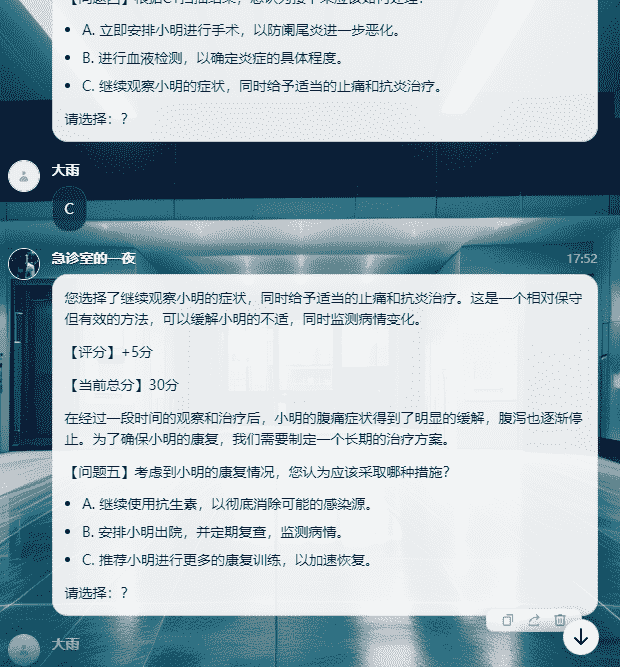 A. 立即安排小明进行手术，以防阑尾炎进一步恶化。
B. 进行血液检测，以确定炎症的具体程度。
C. 继续观察小明的症状，同时给予适当的止痛和抗炎治疗。
请选择：？
大雨
C
急诊室的一夜 17:52
您选择了继续观察小明的症状，同时给予适当的止痛和抗炎治疗。这是一个相对保守
但有效的方法，可以缓解小明的不适，同时监测病情变化。
【评分】+5分
【当前总分】30分
在经过一段时间的观察和治疗后，小明的腹痛症状得到了明显的缓解，腹泻也逐渐停
止。为了确保小明的康复，我们需要制定一个长期的治疗方案。
【问题五】考虑到小明的康复情况，您认为应该采取哪种措施？
A. 继续使用抗生素，以彻底消除可能的感染源。
B. 安排小明出院，并定期复查，监测病情。
C. 推荐小明进行更多的康复训练，以加速恢复。
请选择：？
大雨